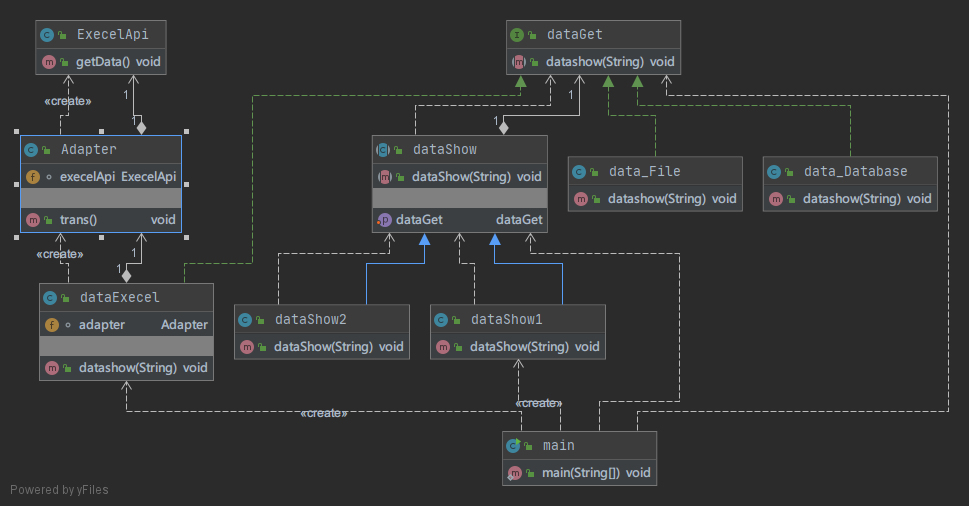 ExecelApi
getData() void
dataGet
datashow(String) void
«create»
1
1
1
Adapter
execelApi ExecelApi
trans() void
dataShow
dataShow(String) void
dataGet dataGet
data_File
datashow(String) void
data_Database
datashow(String) void
«create»
1
1
dataExecel
adapter Adapter
datashow(String) void
dataShow2
dataShow(String) void
dataShow1
dataShow(String) void
«create»
«create»
main
main(String[]) void
Powered by yFiles